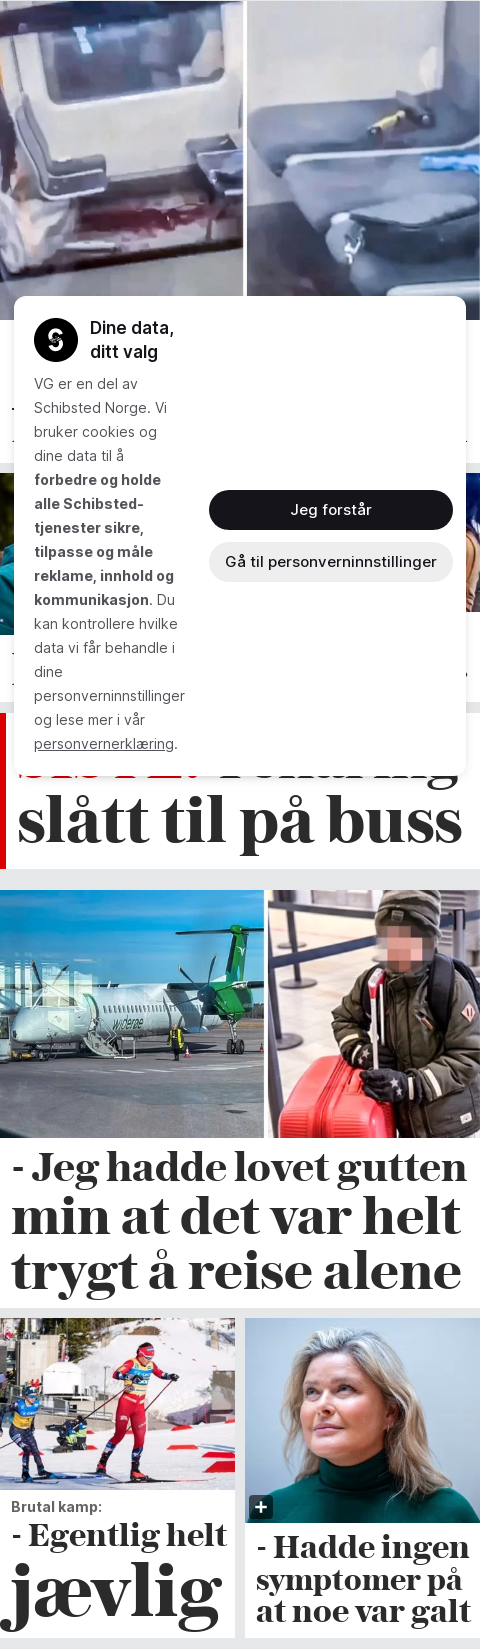 Dine data,
ditt valg
VG er en del av
Schibsted Norge. Vi
bruker cookies og
dine data til å
forbedre og holde
alle Schibsted-
tjenester sikre,
tilpasse og måle
reklame, innhold og
kommunikasjon. Du
kan kontrollere hvilke
data vi får behandle i
dine
personverninnstillinger
og lese mer i vår
personvernerklæring.
Jeg forstår
Gå til personverninnstillinger
slått til på buss
widerøe
- Jeg hadde lovet gutten
min at det var helt
trygt å reise alene
Brutal kamp:
- Egentlig helt
jævlig
- Hadde ingen
symptomer på
at noe var galt